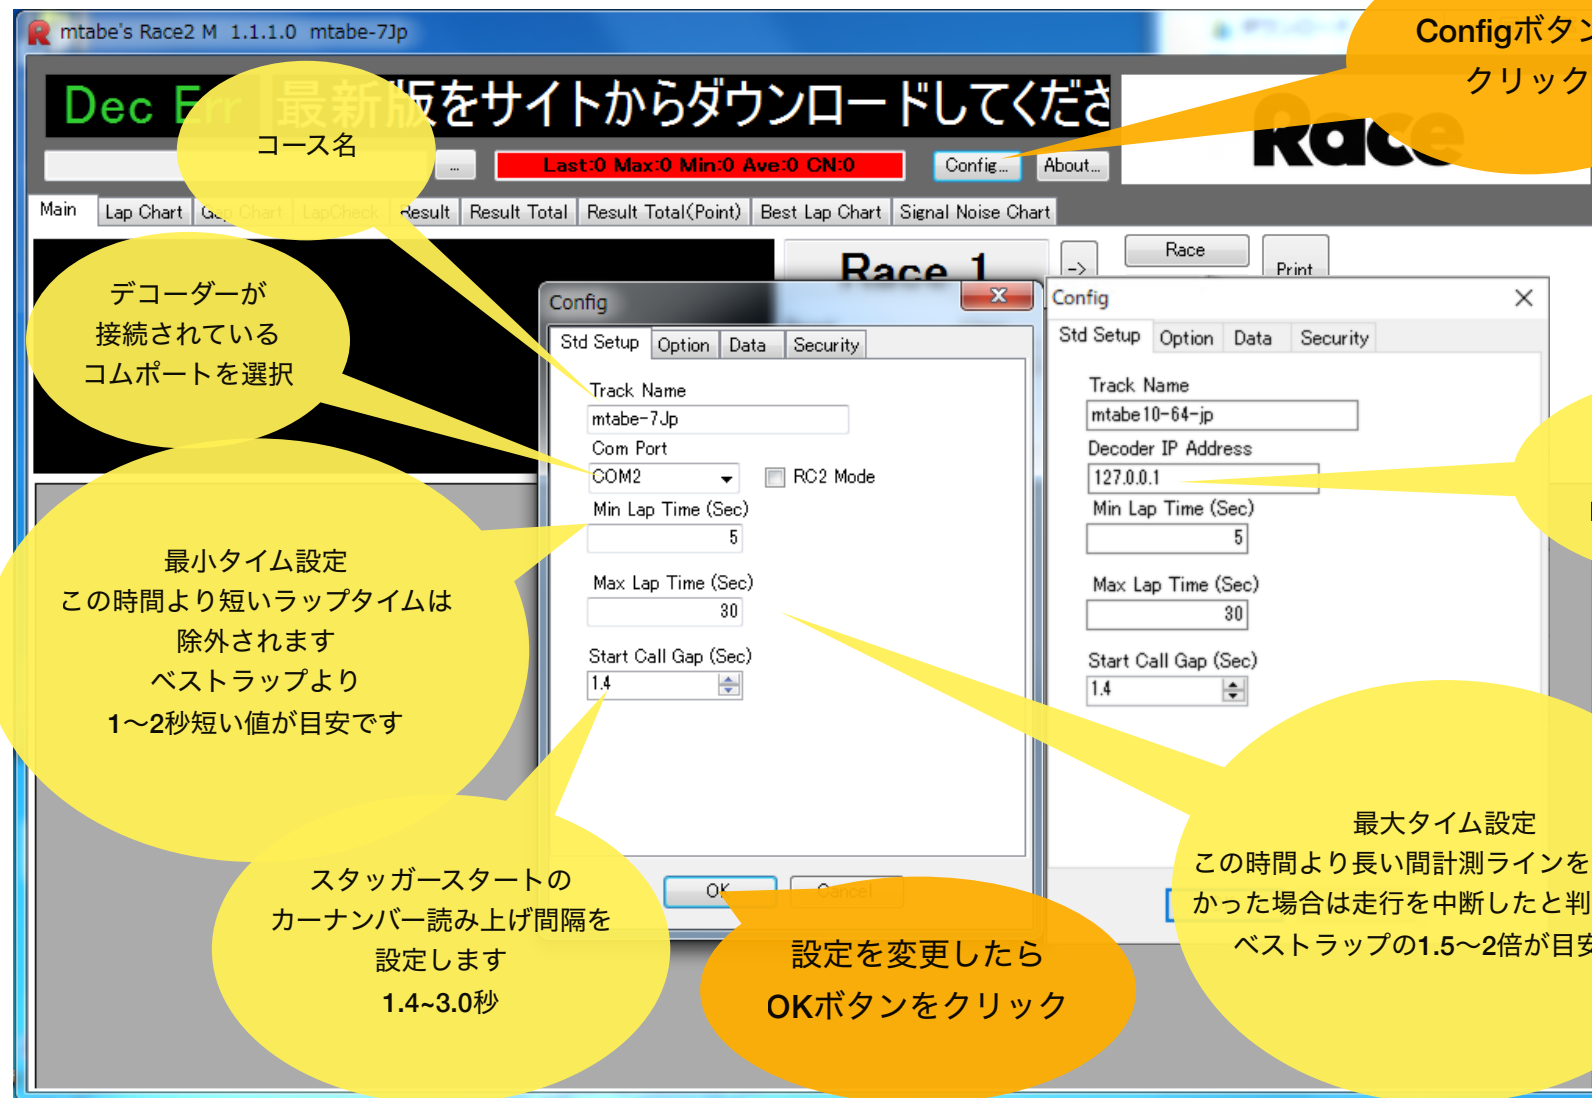 mtabe's Race2 M 1.1.1.0 mtabe-7Jp
Configボタン
クリック
Dec Err
最新版をサイトからダウンロードしてくださ
Race
コース名
...
Last:0 Max:0 Min:0 Ave:0 CN:0
Config...
About...
Main
Lap Chart
Gap Chart
LapCheck
Result
Result Total
Result Total(Point)
Best Lap Chart
Signal Noise Chart
Race 1
->
Race
Print
デコーダーが
接続されている
コムポートを選択
Config
Std Setup
Option
Data
Security
Track Name
mtabe-7Jp
Com Port
COM2
RC2 Mode
Min Lap Time (Sec)
5
Max Lap Time (Sec)
30
Start Call Gap (Sec)
1.4
OK
Cancel
Config
Std Setup
Option
Data
Security
Track Name
mtabe10-64-jp
Decoder IP Address
127.0.0.1
Min Lap Time (Sec)
5
Max Lap Time (Sec)
30
Start Call Gap (Sec)
1.4
最小タイム設定
この時間より短いラップタイムは
除外されます
ベストラップより
1〜2秒短い値が目安です
スタッガースタートの
カーナンバー読み上げ間隔を
設定します
1.4~3.0秒
設定を変更したら
OKボタンをクリック
最大タイム設定
この時間より長い間計測ラインを
かった場合は走行を中断したと判
ベストラップの1.5〜2倍が目安